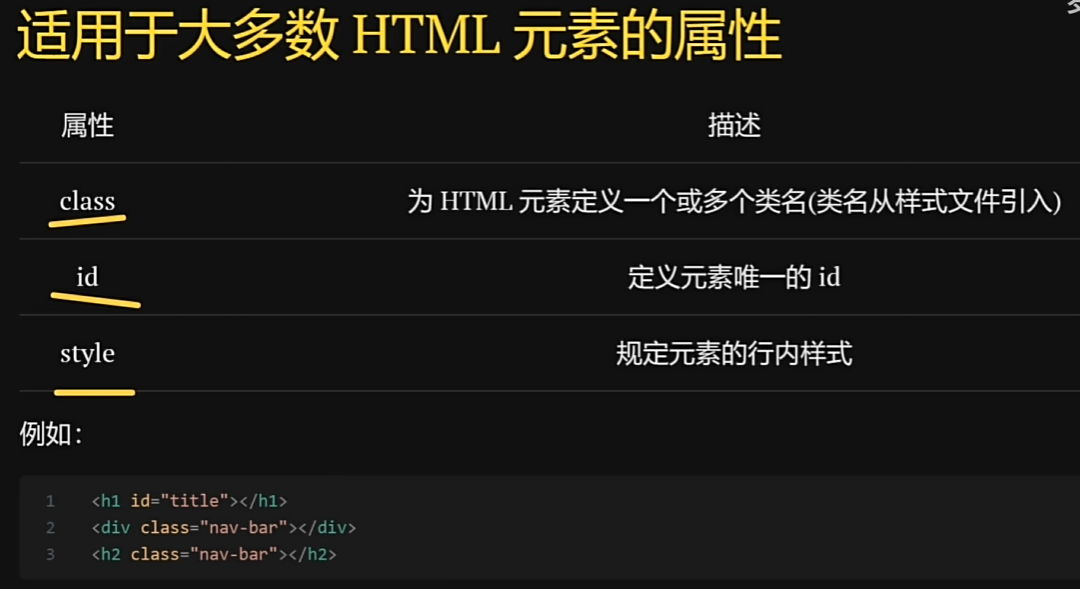 适用于大多数 HTML 元素的属性
属性 描述
class 为 HTML 元素定义一个或多个类名(类名从样式文件引入)
id 定义元素唯一的 id
style 规定元素的行内样式
例如：
1 <h1 id="title"></h1>
2 <div class="nav-bar"></div>
3 <h2 class="nav-bar"></h2>